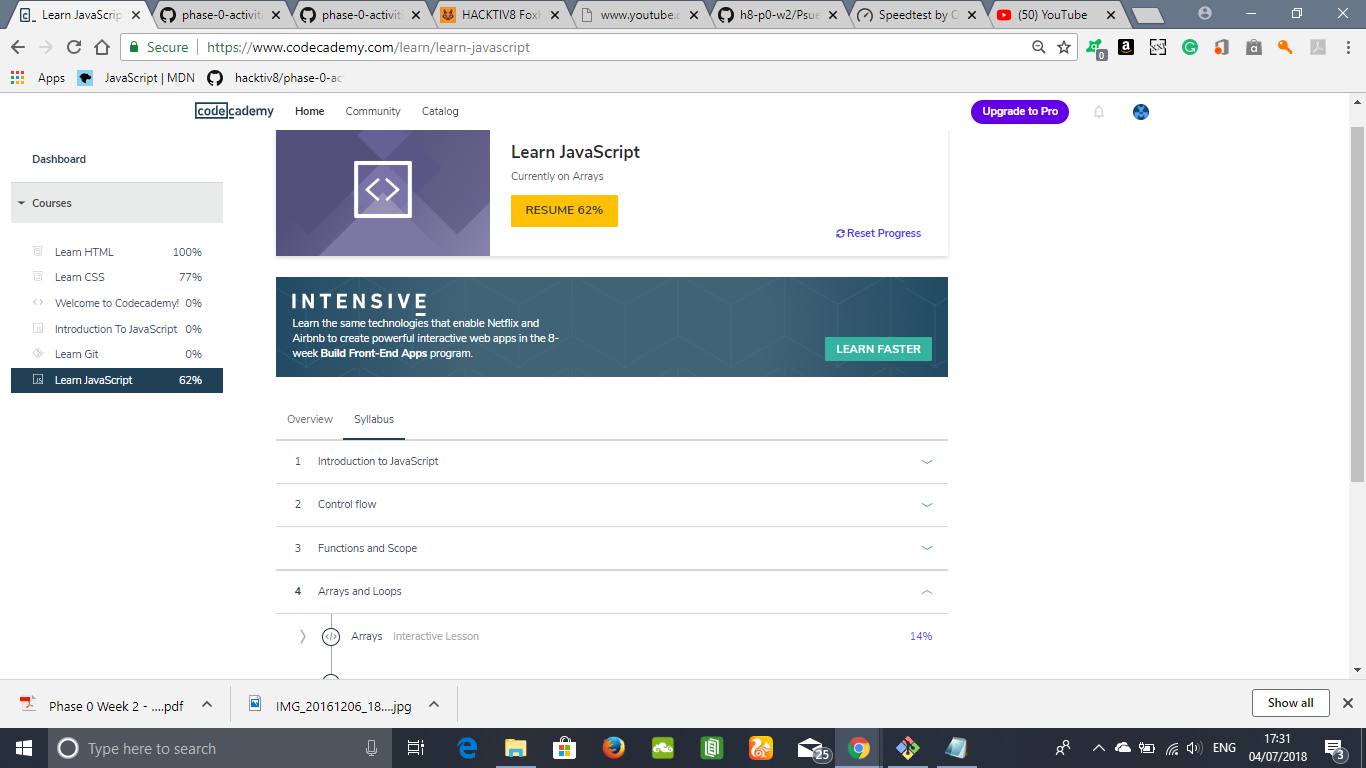 Learn JavaScrip
phase-0-activiti
phase-0-activiti
HACKTIV8 Fox
www.youtube.c
h8-p0-w2/Psue
Speedtest by
(50) YouTube
Secure
https://www.codecademy.com/learn/learn-javascript
0
Apps
JavaScript | MDN
hacktiv8/phase-0-ac
codecademy
Home
Community
Catalog
Upgrade to Pro
Dashboard
Courses
Learn HTML 100%
Learn CSS 77%
Welcome to Codecademy! 0%
Introduction To JavaScript 0%
Learn Git 0%
Learn JavaScript 62%
Learn JavaScript
Currently on Arrays
RESUME 62%
Reset Progress
INTENSIVE
Learn the same technologies that enable Netflix and
Airbnb to create powerful interactive web apps in the 8-
week Build Front-End Apps program.
LEARN FASTER
Overview
Syllabus
1 Introduction to JavaScript
2 Control flow
3 Functions and Scope
4 Arrays and Loops
Arrays Interactive Lesson 14%
Phase 0 Week 2 - ....pdf
IMG_20161206_18....jpg
Show all
Type here to search
25
ENG
17:31
04/07/2018
3